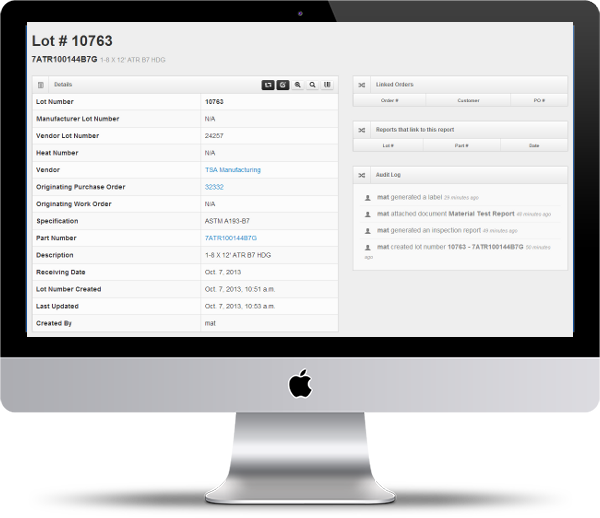 Lot # 10763
7ATR100144B7G 1-8 X 12' ATR B7 HDG
Details
Lot Number 10763
Manufacturer Lot Number N/A
Vendor Lot Number 24257
Heat Number N/A
Vendor TSA Manufacturing
Originating Purchase Order 32332
Originating Work Order N/A
Specification ASTM A193-B7
Part Number 7ATR100144B7G
Description 1-8 X 12' ATR B7 HDG
Receiving Date Oct. 7, 2013
Lot Number Created Oct. 7, 2013, 10:51 a.m.
Last Updated Oct. 7, 2013, 10:53 a.m.
Created By mat
Linked Orders
Order # Customer PO #
Reports that link to this report
Lot # Part # Date
Audit Log
mat generated a label 29 minutes ago
mat attached document Material Test Report 49 minutes ago
mat generated an inspection report 49 minutes ago
mat created lot number 10763 - 7ATR100144B7G 50 minutes
ago